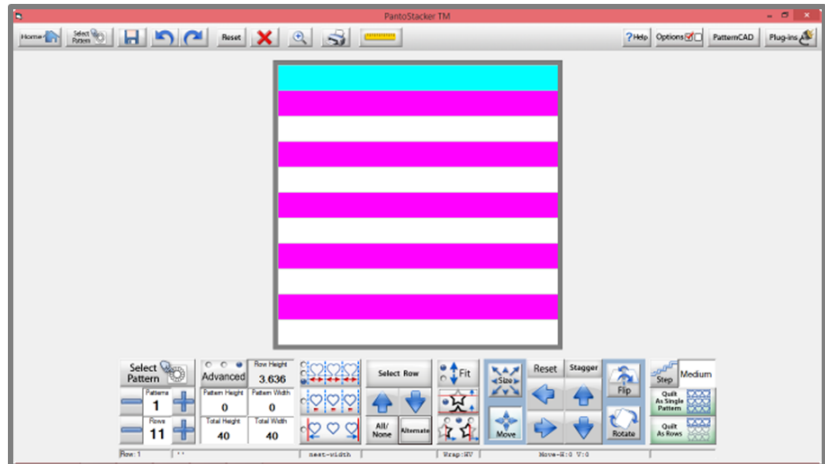 PantoStacker TM
Home
Select Pattern
Reset
?Help
Options
PatternCAD
Plug-ins
Select Pattern
Advanced
Row Height
3.636
Patterns
1
Pattern Height
0
Pattern Width
0
Rows
11
Total Height
40
Total Width
40
Select Row
All/
None
Alternate
Fit
Size
Move
Reset
Stagger
Flip
Rotate
Step
Medium
Quilt
As Single
Pattern
Quilt
As Rows
Row: 1
''
nest-width
Wrap:HV
Move-H:0 V:0